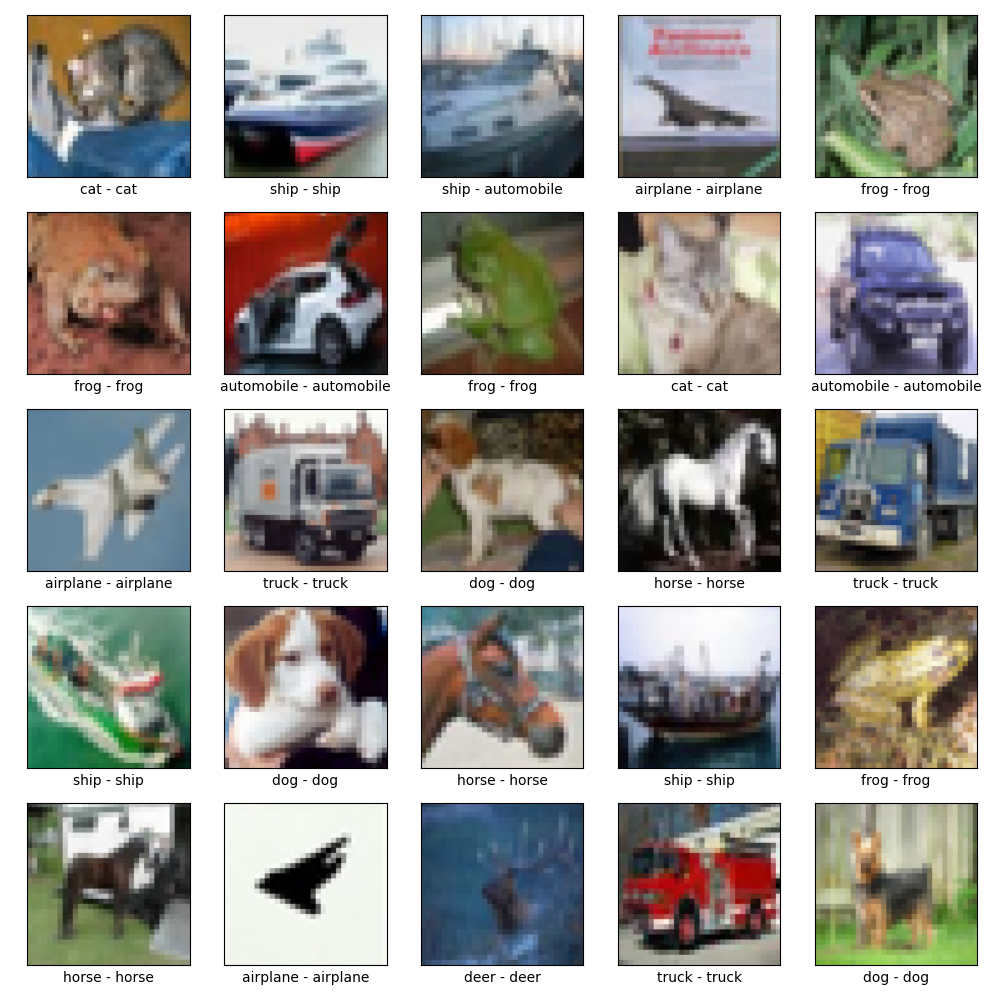 cat - cat
ship - ship
ship - automobile
airplane - airplane
frog - frog
frog - frog
automobile - automobile
frog - frog
cat - cat
automobile - automobile
airplane - airplane
truck - truck
dog - dog
horse - horse
truck - truck
ship - ship
dog - dog
horse - horse
ship - ship
frog - frog
horse - horse
airplane - airplane
deer - deer
truck - truck
dog - dog